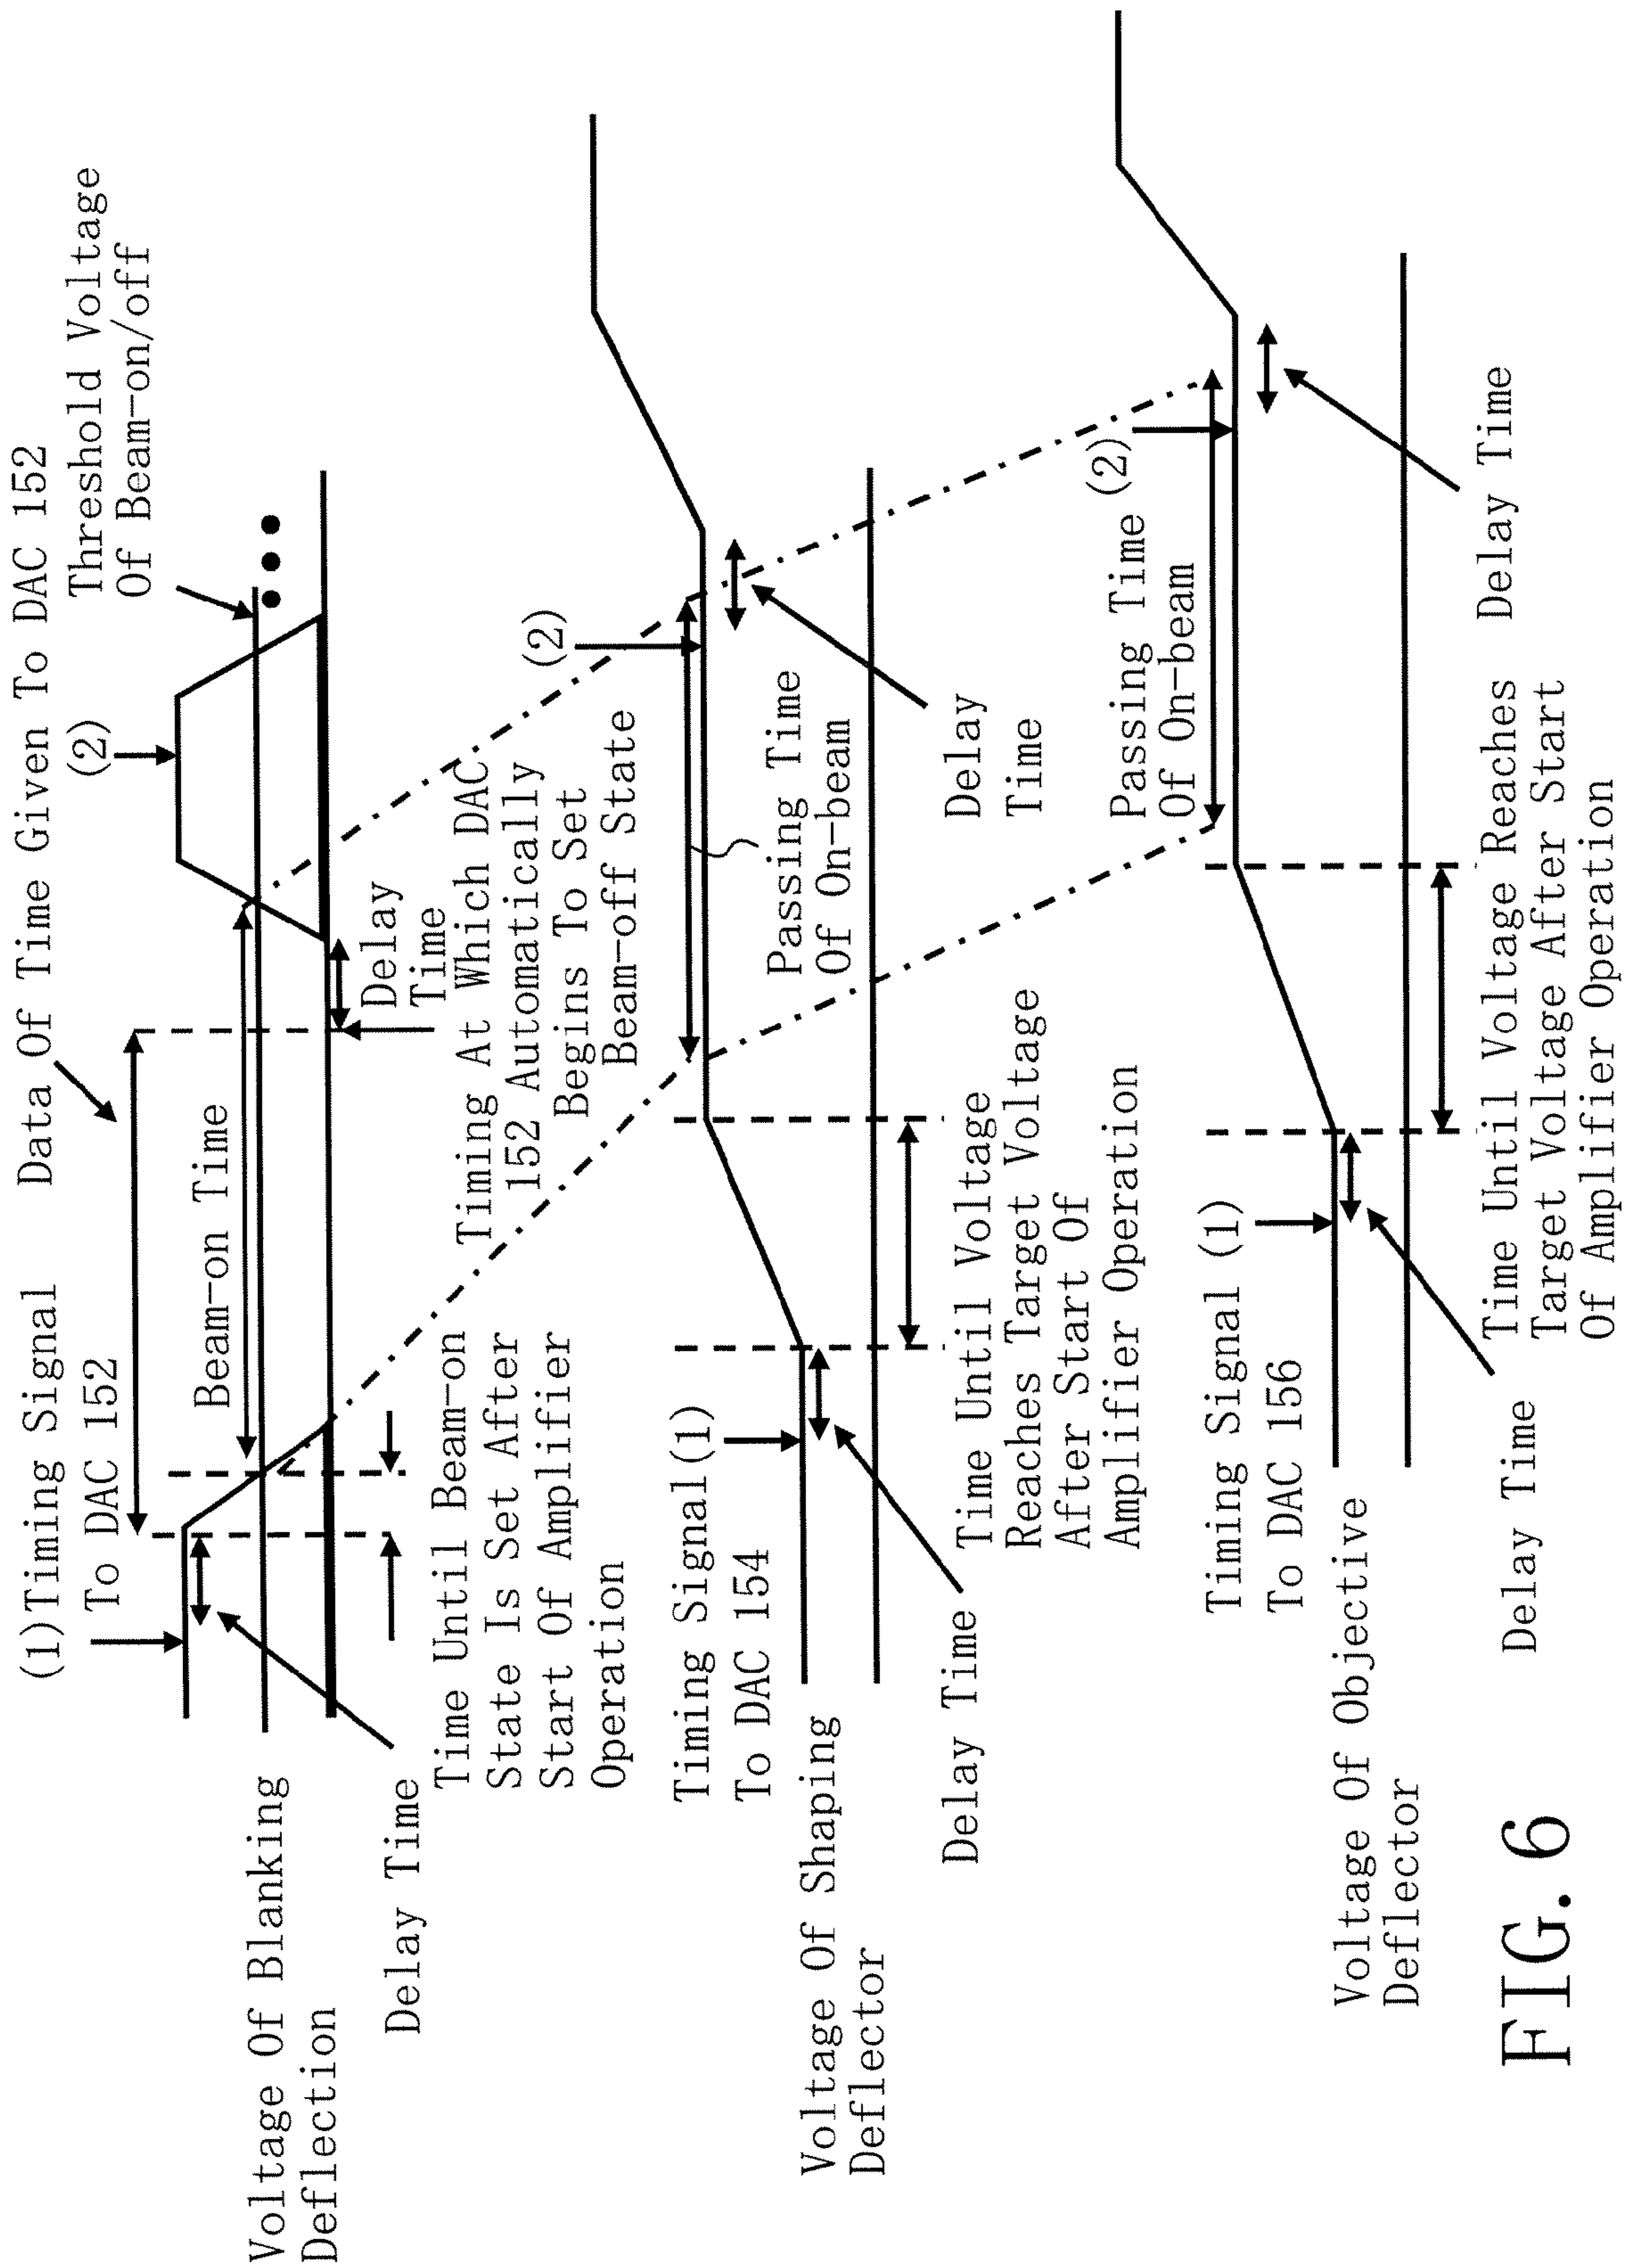 Data Of Time Given To DAC 152
(1)Timing Signal
To DAC 152
(2)
Threshold Voltage
Of Beam-on/off
Beam-on Time
Voltage Of Blanking
Deflection
Delay Time
Delay
Time
Time Until Beam-on
State Is Set After
Start Of Amplifier
Operation
Timing At Which DAC
152 Automatically
Begins To Set
Beam-off State
Timing Signal(1)
To DAC 154
(2)
Voltage Of Shaping
Deflector
Passing Time
Of On-beam
Delay Time
Time Until Voltage
Reaches Target Voltage
After Start Of
Amplifier Operation
Delay
Time
Timing Signal (1)
To DAC 156
Passing Time (2)
Of On-beam
Voltage Of Objective
Deflector
Delay Time
Time Until Voltage Reaches
Target Voltage After Start
Of Amplifier Operation
Delay Time
FIG. 6